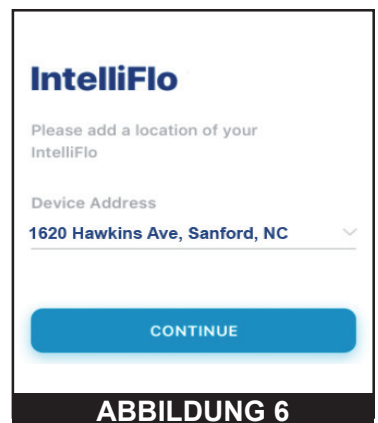 IntelliFlo
Please add a location of your
IntelliFlo
Device Address
1620 Hawkins Ave, Sanford, NC
CONTINUE
ABBILDUNG 6